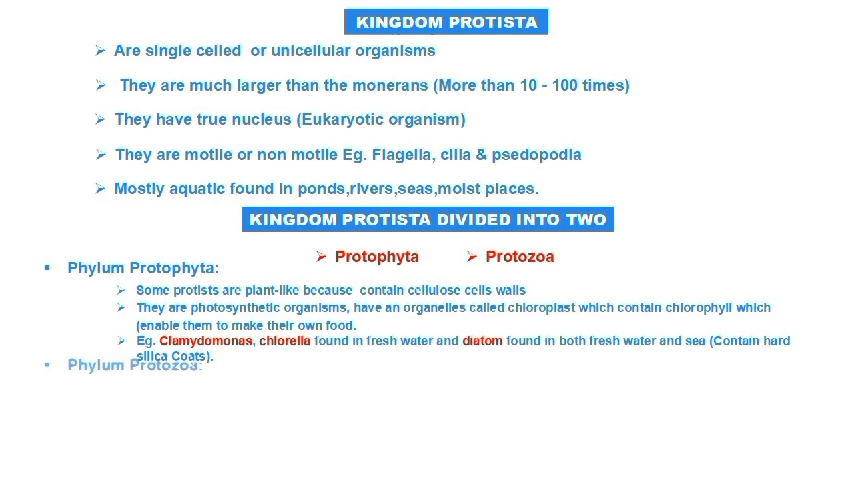 KINGDOM PROTISTA
Are single celled or unicellular organisms
They are much larger than the monerans (More than 10 - 100 times)
They have true nucleus (Eukaryotic organism)
They are motile or non motile Eg. Flagella, cilia & psedopodia
Mostly aquatic found in ponds,rivers,seas,moist places.
KINGDOM PROTISTA DIVIDED INTO TWO
Protophyta Protozoa
Phylum Protophyta:
Some protists are plant-like because contain cellulose cells walls
They are photosynthetic organisms, have an organelles called chloroplast which contain chlorophyll which
(enable them to make their own food.
Eg. Clamydomonas, chlorella found in fresh water and diatom found in both fresh water and sea (Contain hard
silica Coats).
Phylum Protozoa: